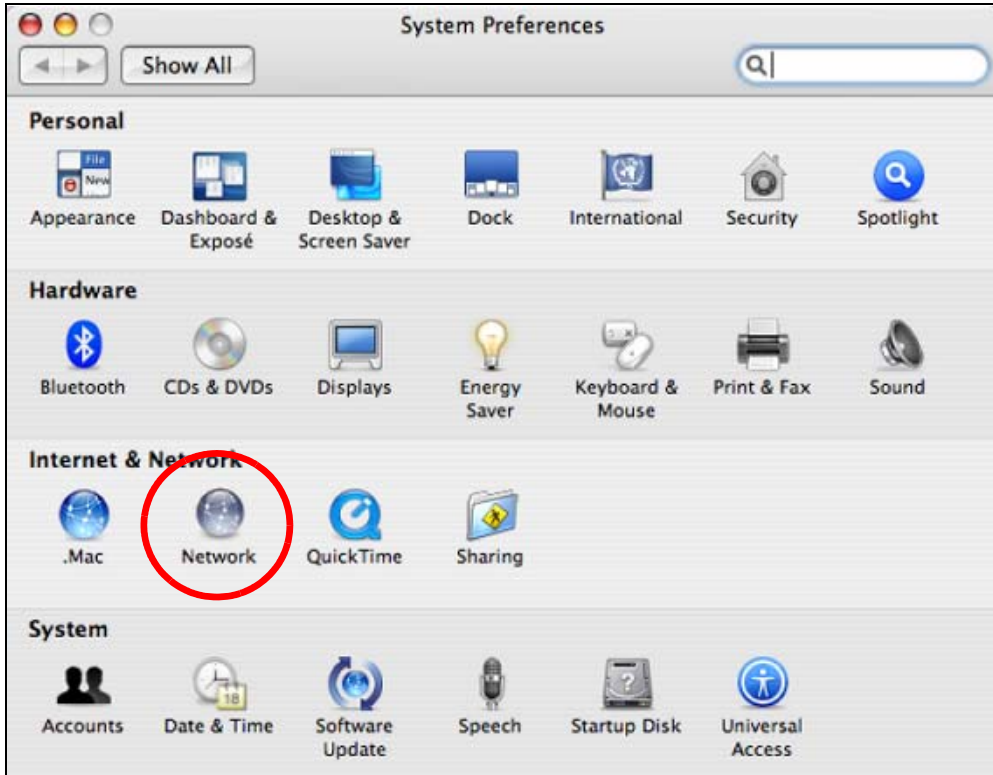 System Preferences
Show All
Personal
File
New
Appearance
Dashboard &
Exposé
Desktop &
Screen Saver
Dock
International
Security
Spotlight
Hardware
Bluetooth
CDs & DVDs
Displays
Energy
Saver
Keyboard &
Mouse
Print & Fax
Sound
Internet & Network
.Mac
Network
QuickTime
Sharing
System
18
?
Accounts
Date & Time
Software
Update
Speech
Startup Disk
Universal
Access